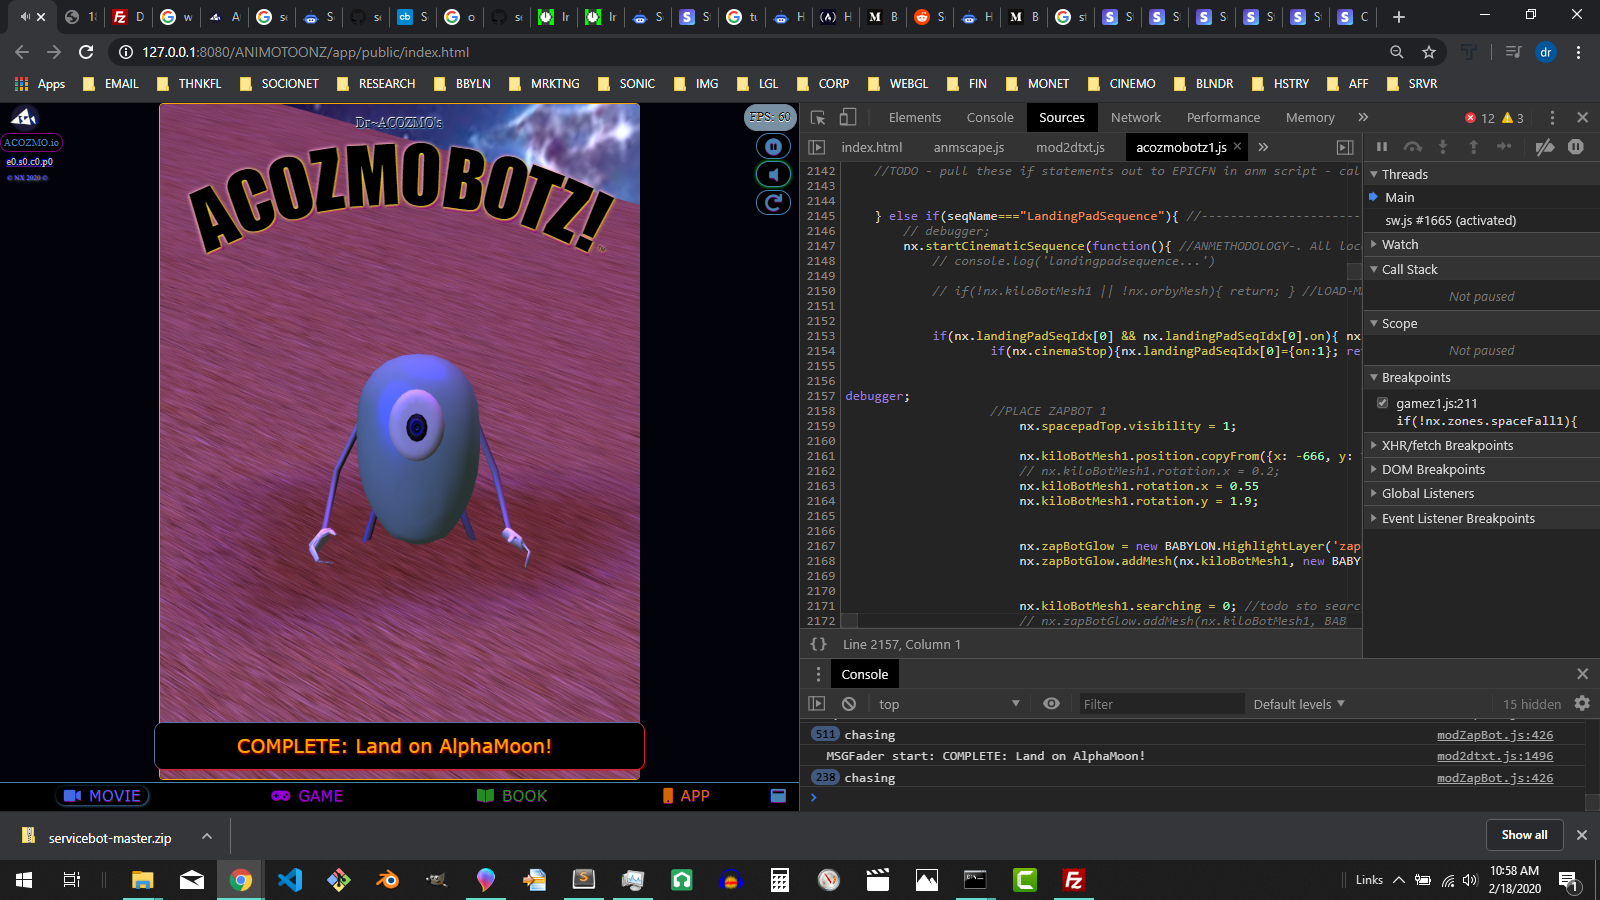 18
D
w
A
se
S
se
S
o
se
Ir
Ir
S
S
tu
H
H
B
S
H
B
st
S
S
S
S
S
C
127.0.0.1:8080/ANIMOTOONZ/app/public/index.html
dr
Apps EMAIL THNKFL SOCIONET RESEARCH BBYLN MRKTNG SONIC IMG LGL CORP WEBGL FIN MONET CINEMO BLNDR HSTRY AFF SRVR
ACOZMO.io
e0.s0.c0.p0
© NX 2020 ©
Dr~ACOZMO's
ACOZMOBOTZ!
FPS: 60
COMPLETE: Land on AlphaMoon!
MOVIE GAME BOOK APP
Elements Console Sources Network Performance Memory » 12 3
index.html anmscape.js mod2dtxt.js acozmobotz1.js × »
2142 //TODO - pull these if statements out to EPICFN in anm script - cal
2143
2144
2145 } else if(seqName==="LandingPadSequence"){ //----------------------
2146 // debugger;
2147 nx.startCinematicSequence(function(){ //ANMETHODOLOGY-. All loc
2148 // console.log('landingpadsequence...')
2149
2150 // if(!nx.kiloBotMesh1 || !nx.orbyMesh){ return; } //LOAD-M
2151
2152
2153 if(nx.landingPadSeqIdx[0] && nx.landingPadSeqIdx[0].on){ n
2154 if(nx.cinemaStop){nx.landingPadSeqIdx[0]={on:1}; re
2155
2156
2157 debugger;
2158 //PLACE ZAPBOT 1
2159 nx.spacepadTop.visibility = 1;
2160
2161 nx.kiloBotMesh1.position.copyFrom({x: -666, y:
2162 // nx.kiloBotMesh1.rotation.x = 0.2;
2163 nx.kiloBotMesh1.rotation.x = 0.55
2164 nx.kiloBotMesh1.rotation.y = 1.9;
2165
2166
2167 nx.zapBotGlow = new BABYLON.HighlightLayer('zap
2168 nx.zapBotGlow.addMesh(nx.kiloBotMesh1, new BABY
2169
2170
2171 nx.kiloBotMesh1.searching = 0; //todo sto searc
2172 // nx.zapBotGlow.addMesh(nx.kiloBotMesh1, BAB
{} Line 2157, Column 1
Threads
Main
sw.js #1665 (activated)
Watch
Call Stack
Not paused
Scope
Not paused
Breakpoints
gamez1.js:211
if(!nx.zones.spaceFall1){
XHR/fetch Breakpoints
DOM Breakpoints
Global Listeners
Event Listener Breakpoints
Console
top Filter Default levels 15 hidden
511 chasing modZapBot.js:426
MSGFader start: COMPLETE: Land on AlphaMoon! mod2dtxt.js:1496
238 chasing modZapBot.js:426
servicebot-master.zip
Show all
Links
10:58 AM
2/18/2020
1